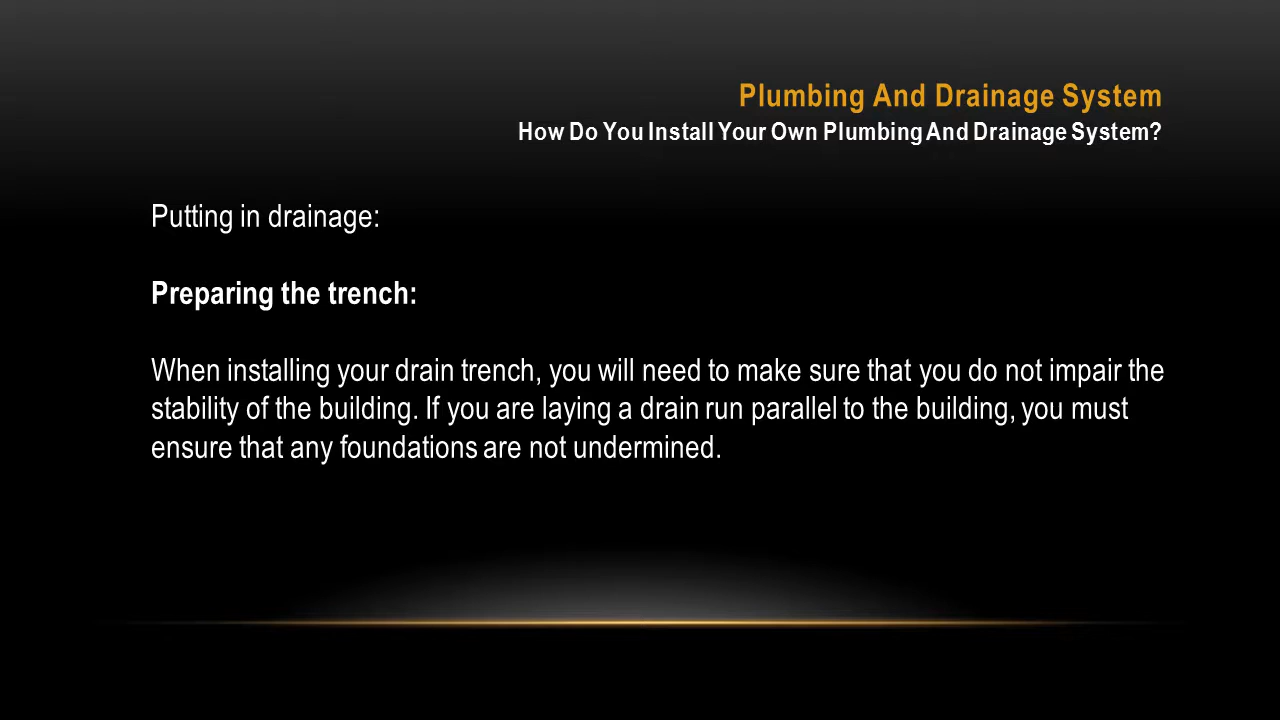 Plumbing And Drainage System
How Do You Install Your Own Plumbing And Drainage System?
Putting in drainage:
Preparing the trench:
When installing your drain trench, you will need to make sure that you do not impair the
stability of the building. If you are laying a drain run parallel to the building, you must
ensure that any foundations are not undermined.